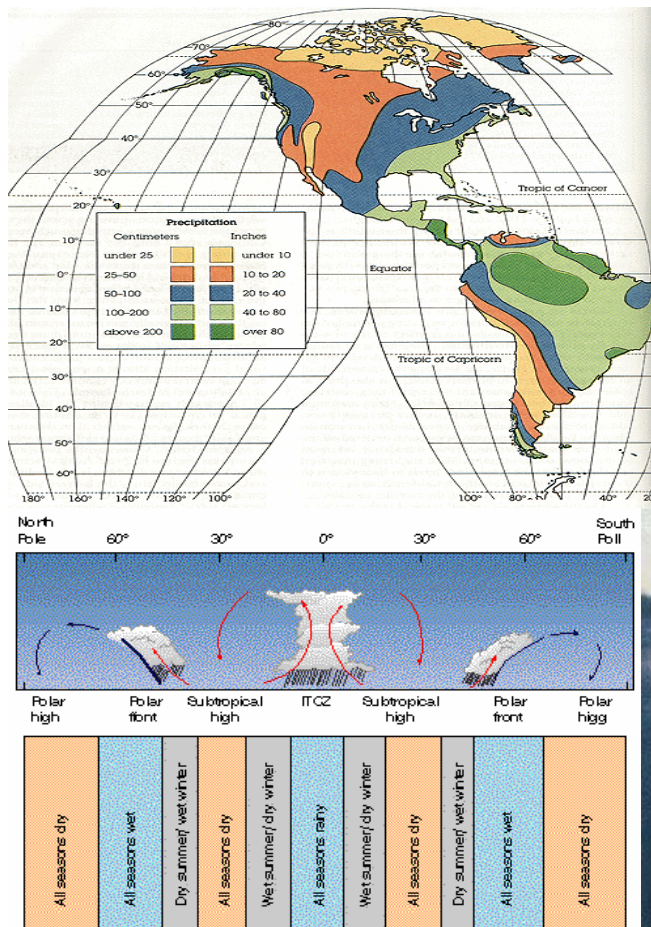 80°
70°
60°
50°
40°
30°
20°
10°
0°
10°
20°
30°
40°
50°
60°
Tropic of Cancer
Equator
Tropic of Capricorn
Precipitation
Centimeters Inches
under 25 under 10
25–50 10 to 20
50–100 20 to 40
100–200 40 to 80
above 200 over 80
180° 140° 120° 100° 100° 80° 60° 40° 20
North Pole 60° 30° 0° 30° 60° South Poll
Polar high Polar ffont Subtropical high ITCZ Subtropical high Polar front Polar higg
All seasons dry
All seasons wet
Dry summer/ wet winter
All seasons dry
Wet summer/ dry winter
All seasons rainy
Wet summer/ dry winter
All seasons dry
Dry summer/ wet winter
All seasons wet
All seasons dry